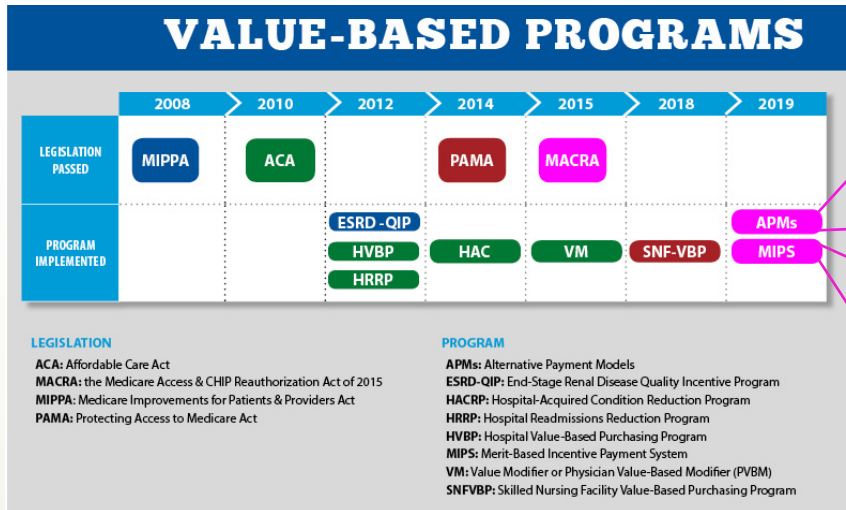 VALUE-BASED PROGRAMS
2008 2010 2012 2014 2015 2018 2019
LEGISLATION
PASSED
MIPPA ACA PAMA MACRA
PROGRAM
IMPLEMENTED
ESRD -QIP APMs
HVBP HAC VM SNF-VBP MIPS
HRRP
LEGISLATION
ACA: Affordable Care Act
MACRA: the Medicare Access & CHIP Reauthorization Act of 2015
MIPPA: Medicare Improvements for Patients & Providers Act
PAMA: Protecting Access to Medicare Act
PROGRAM
APMs: Alternative Payment Models
ESRD-QIP: End-Stage Renal Disease Quality Incentive Program
HACRP: Hospital-Acquired Condition Reduction Program
HRRP: Hospital Readmissions Reduction Program
HVBP: Hospital Value-Based Purchasing Program
MIPS: Merit-Based Incentive Payment System
VM: Value Modifier or Physician Value-Based Modifier (PVBM)
SNFVBP: Skilled Nursing Facility Value-Based Purchasing Program